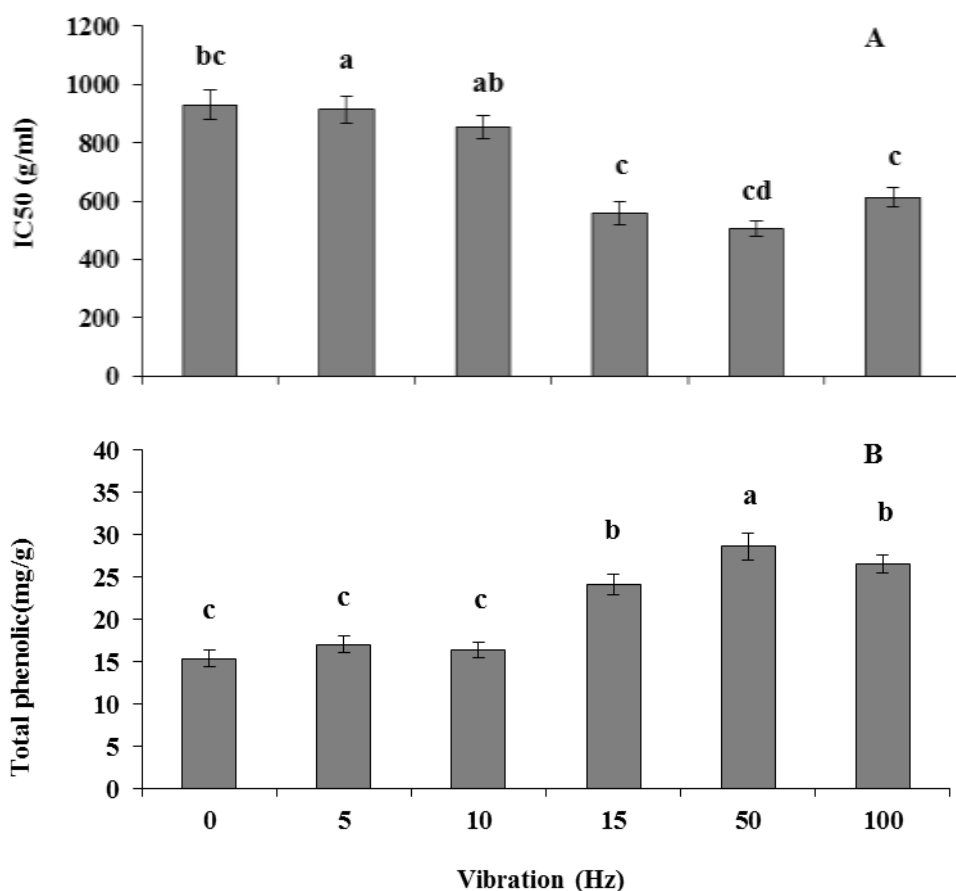 A
IC50 (g/ml)
1200
1000
800
600
400
200
0
bc a ab c cd c
B
Total phenolic(mg/g)
40
35
30
25
20
15
10
5
0
c c c b a b
0 5 10 15 50 100
Vibration (Hz)